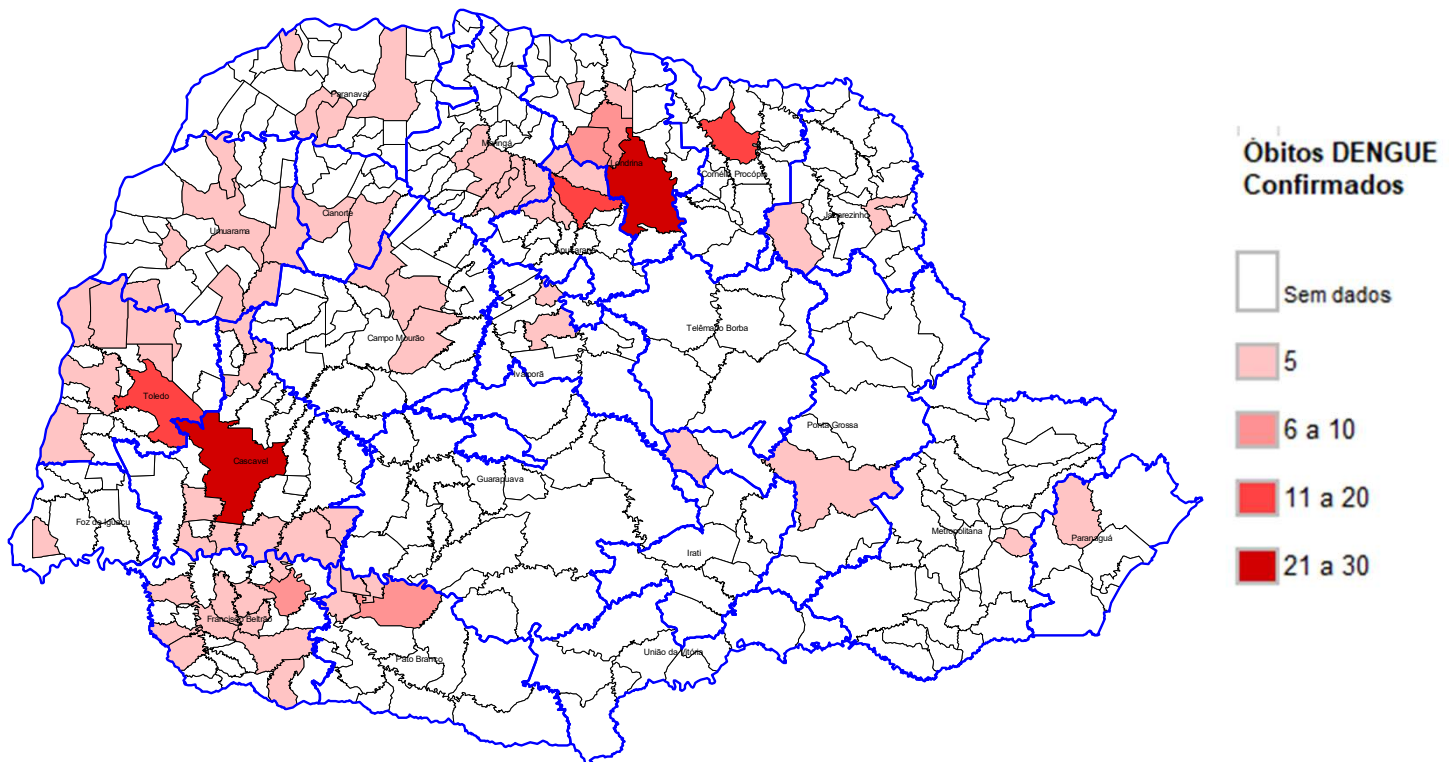 Óbitos DENGUE
Confirmados
Sem dados
5
6 a 10
11 a 20
21 a 30
Paranavaí
Maringá
Londrina
Cornélio Procópio
Jacarezinho
Cianorte
Umuarama
Apucarana
Campo Mourão
Telêmaco Borba
Ivaiporã
Toledo
Ponta Grossa
Cascavel
Guarapuava
Foz do Iguaçu
Metropolitana
Paranaguá
Irati
Francisco Beltrão
Pato Branco
União da Vitória